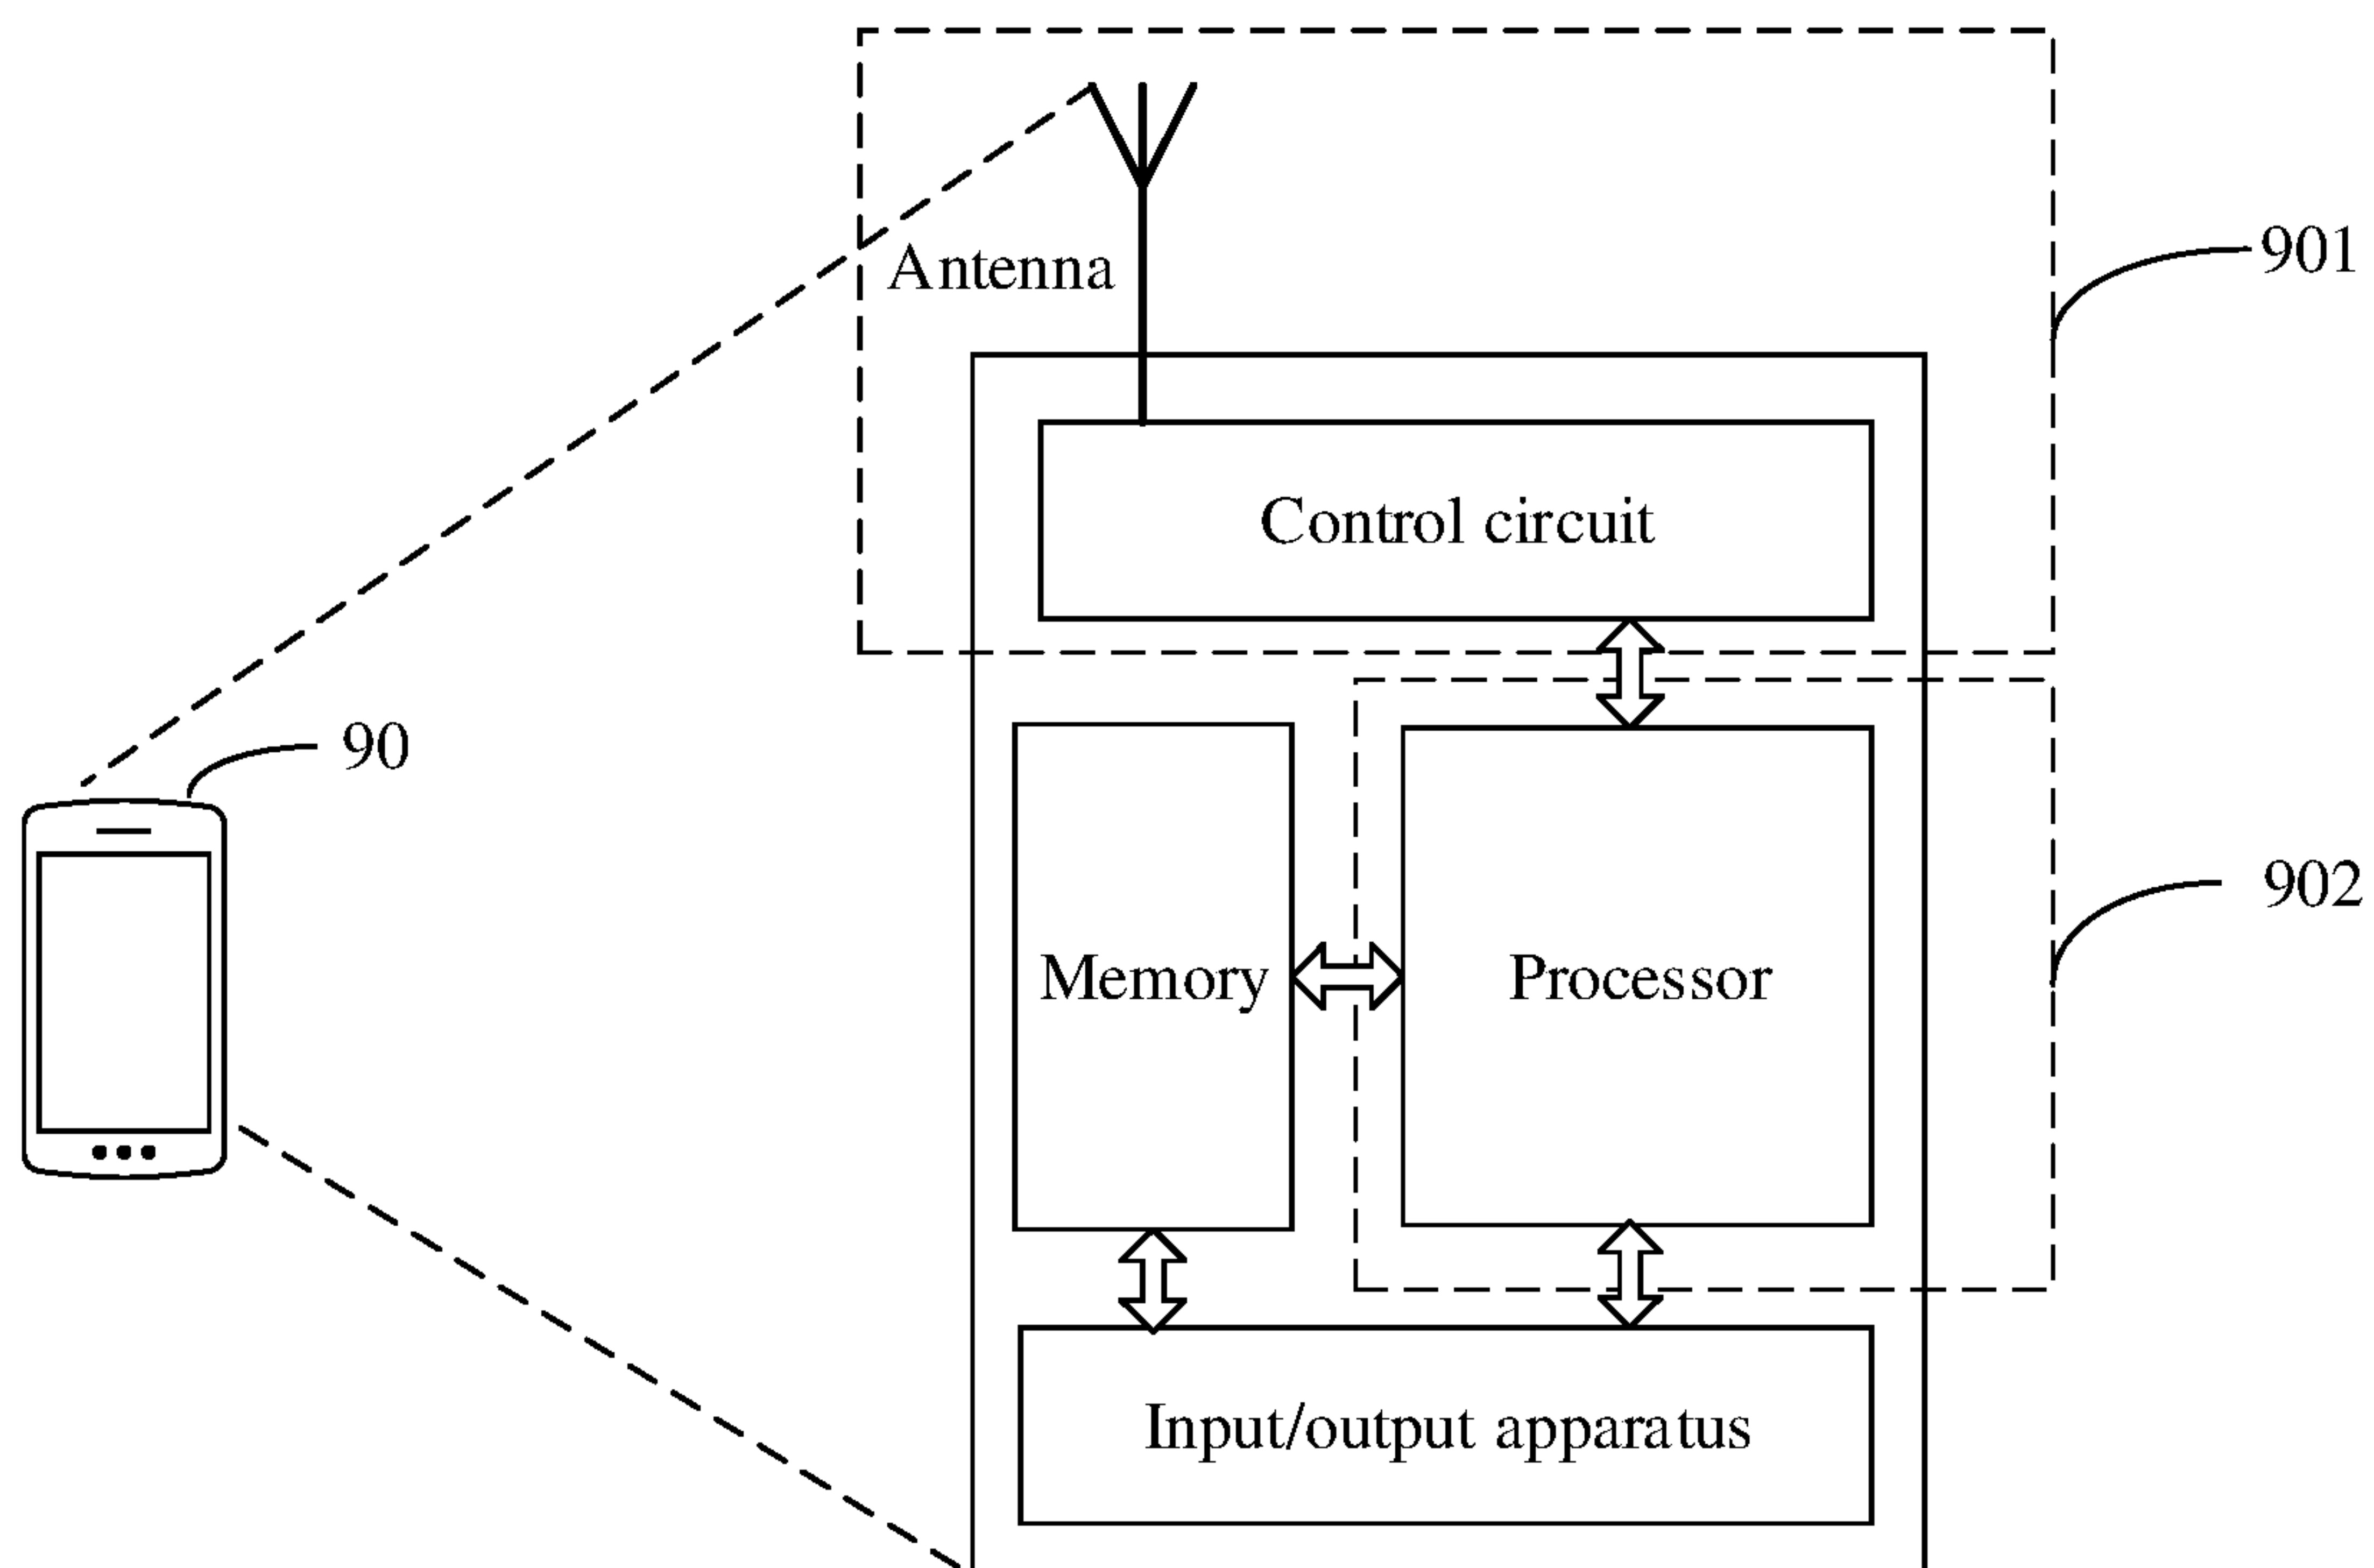 901
Antenna
Control circuit
90
902
Memory
Processor
Input/output apparatus